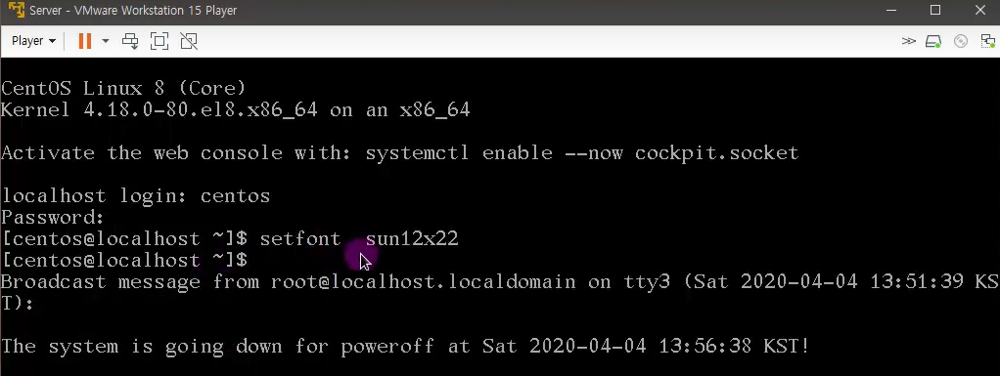 Server - VMware Workstation 15 Player
Player
CentOS Linux 8 (Core)
Kernel 4.18.0-80.el8.x86_64 on an x86_64
Activate the web console with: systemctl enable --now cockpit.socket
localhost login: centos
Password:
[centos@localhost ~]$ setfont  sun12x22
[centos@localhost ~]$
Broadcast message from root@localhost.localdomain on tty3 (Sat 2020-04-04 13:51:39 KS
T):
The system is going down for poweroff at Sat 2020-04-04 13:56:38 KST!